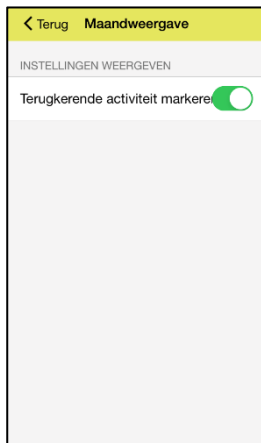 Terug Maandweergave
INSTELLINGEN WEERGEVEN
Terugkerende activiteit markere